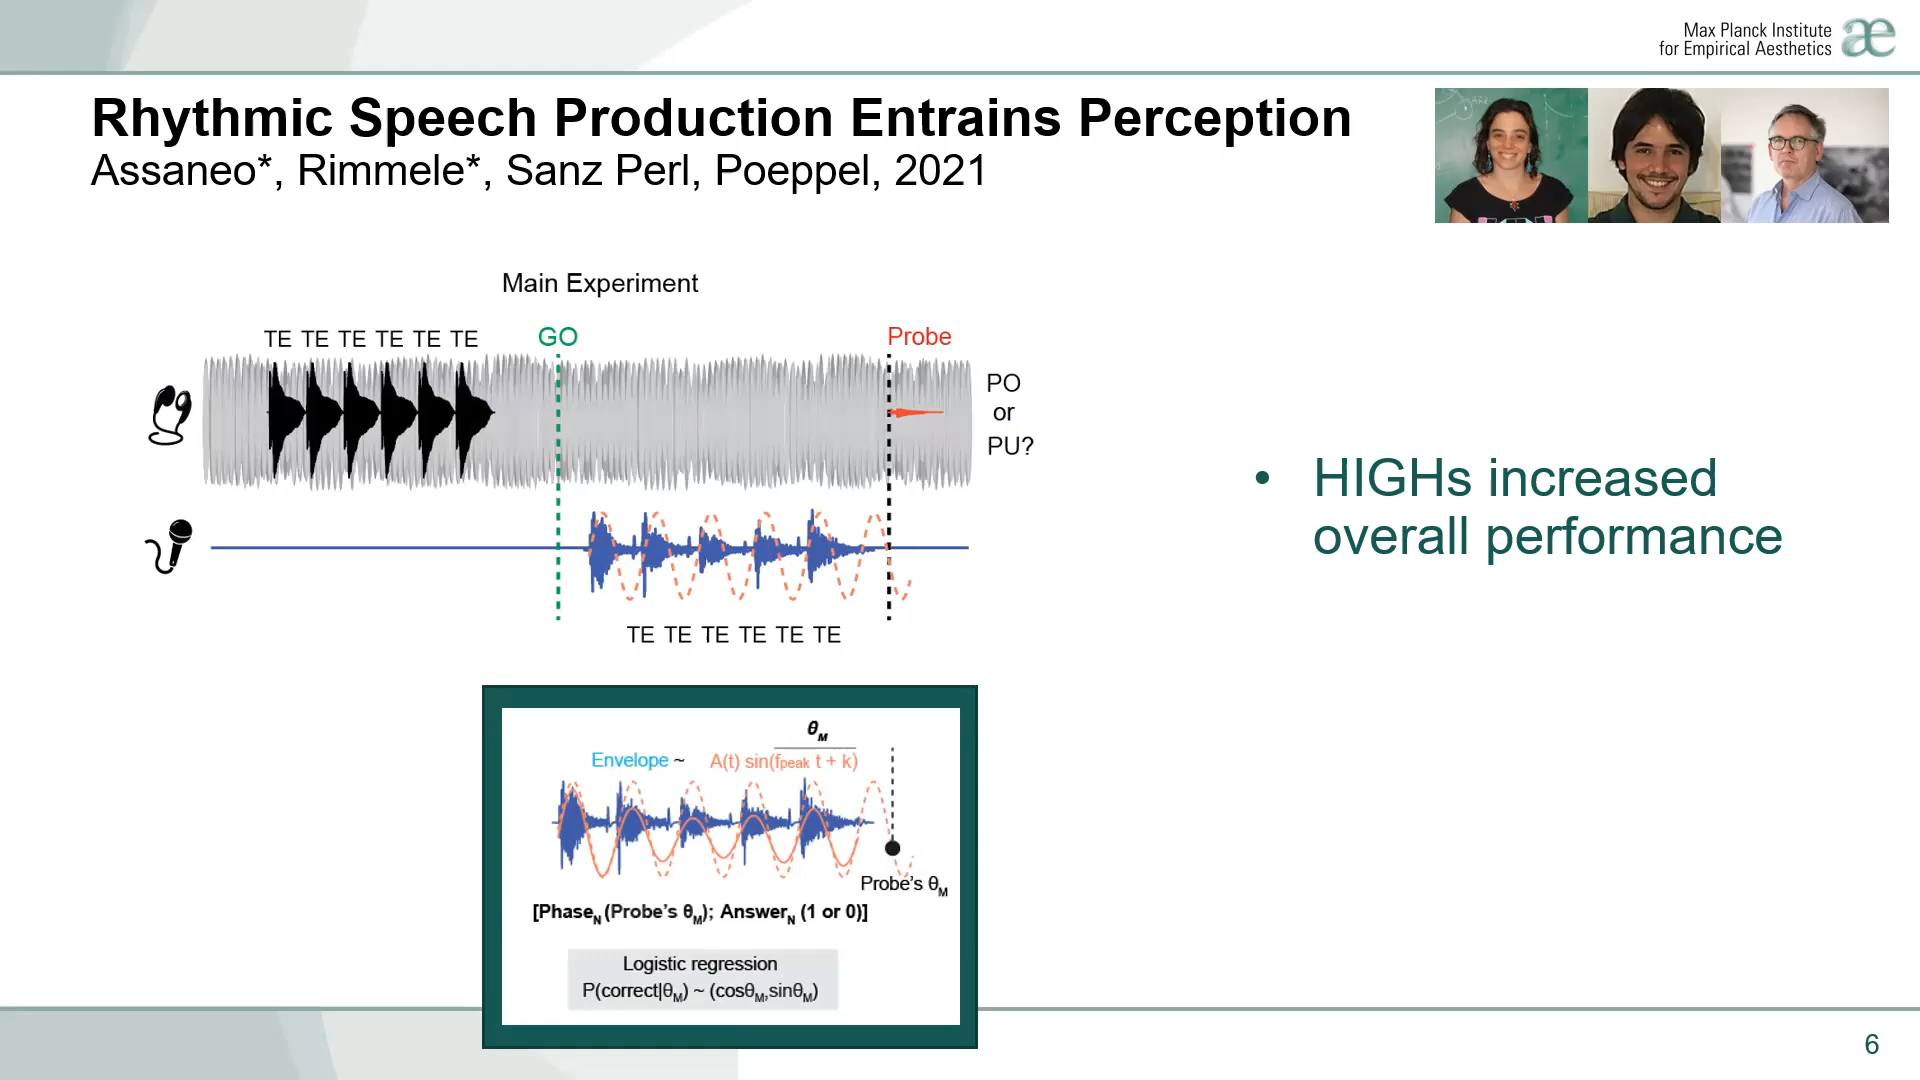 Max Planck Institute
for Empirical Aesthetics
æ
Rhythmic Speech Production Entrains Perception
Assaneo*, Rimmele*, Sanz Perl, Poeppel, 2021
Main Experiment
TE TE TE TE TE TE
GO
Probe
PO
or
PU?
TE TE TE TE TE TE
• HIGHs increased
overall performance
θM
Envelope ~ A(t) sin(fpeak t + k)
Probe's θM
[PhaseN (Probe's θM); AnswerN (1 or 0)]
Logistic regression
P(correct|θM) ~ (cosθM,sinθM)
6